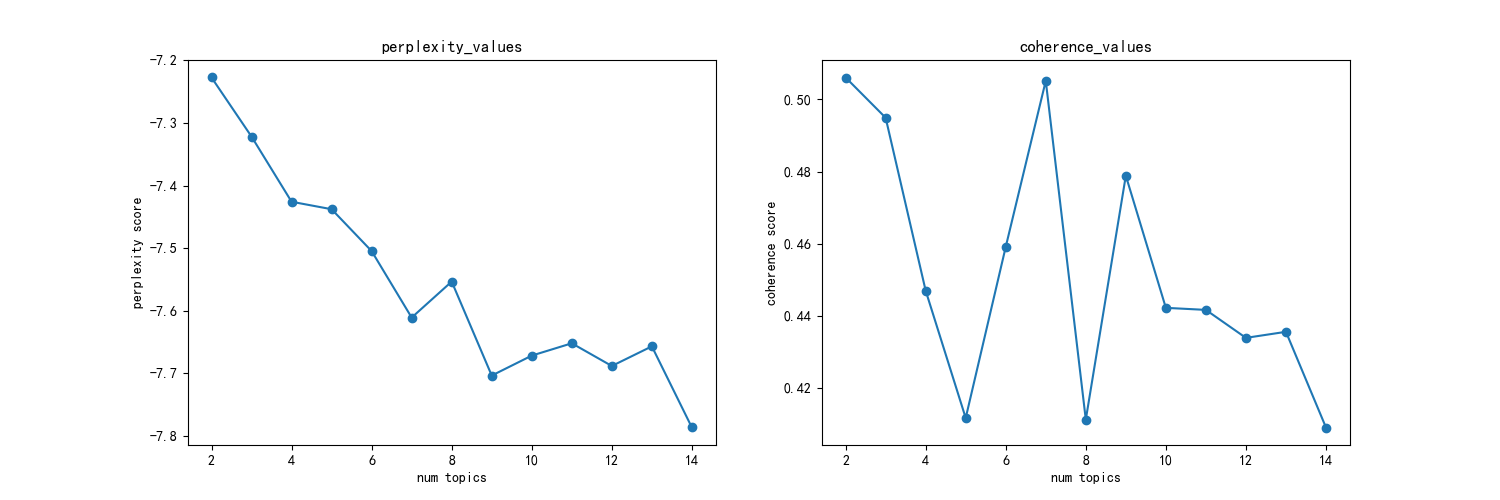 perplexity_values
-7.2
-7.3
-7.4
-7.5
-7.6
-7.7
-7.8
perplexity score
2 4 6 8 10 12 14
num topics
coherence_values
0.50
0.48
0.46
0.44
0.42
coherence score
2 4 6 8 10 12 14
num topics